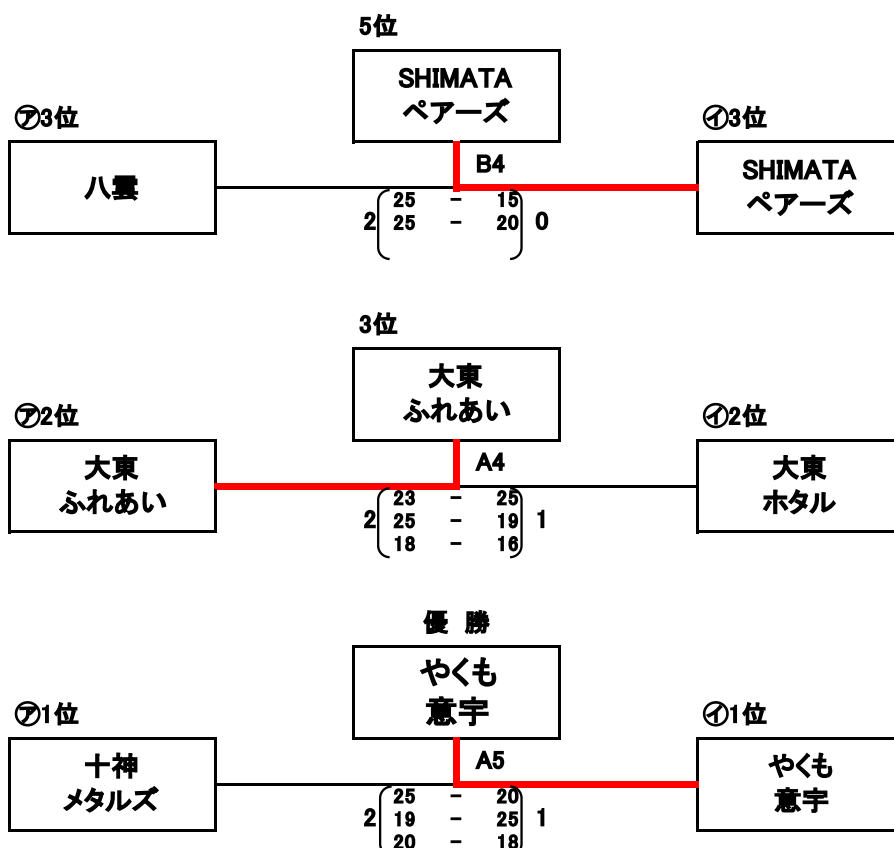 5位
SHIMATA
ペアーズ
㋐3位
㋑3位
八雲
B4
SHIMATA
ペアーズ
25 - 15
2 25 - 20 0
3位
大東
ふれあい
㋐2位
㋑2位
大東
ふれあい
A4
大東
ホタル
23 - 25
2 25 - 19 1
18 - 16
優 勝
やくも
意宇
㋐1位
㋑1位
十神
メタルズ
A5
やくも
意宇
25 - 20
2 19 - 25 1
20 - 18